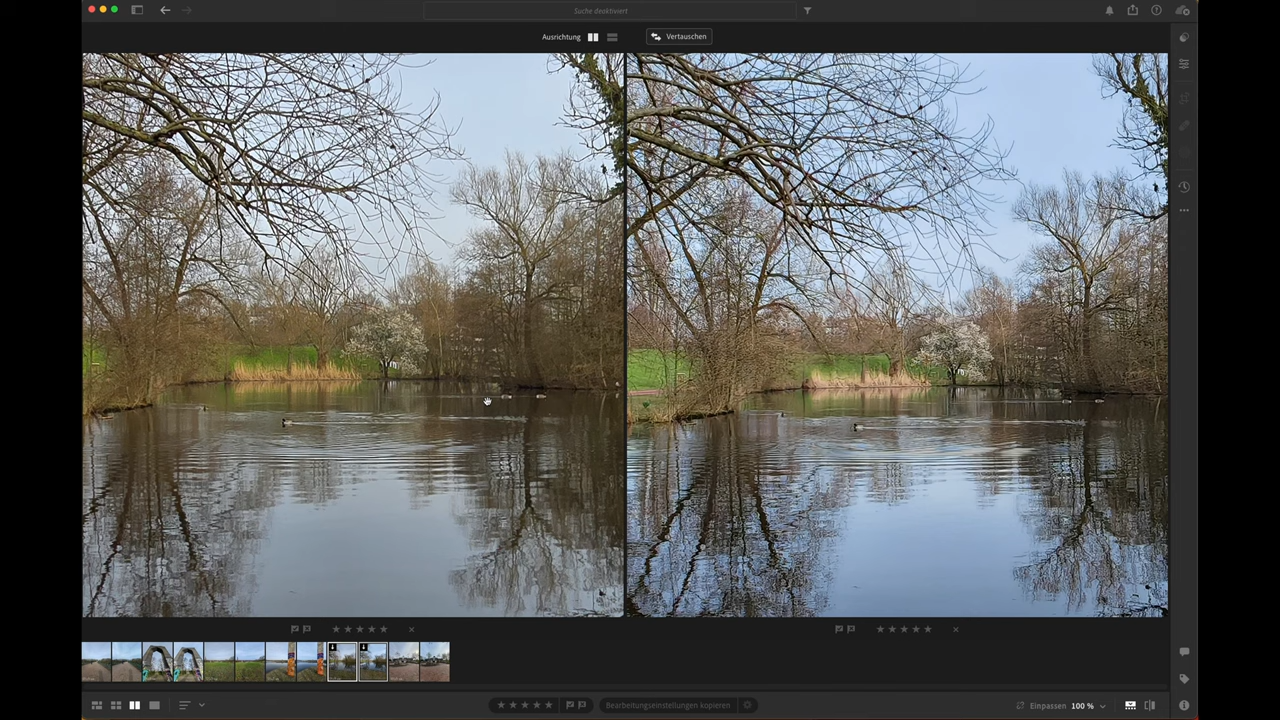 Suche deaktiviert
Ausrichtung
Vertauschen
Bearbeitungseinstellungen kopieren
Einpassen 100 %